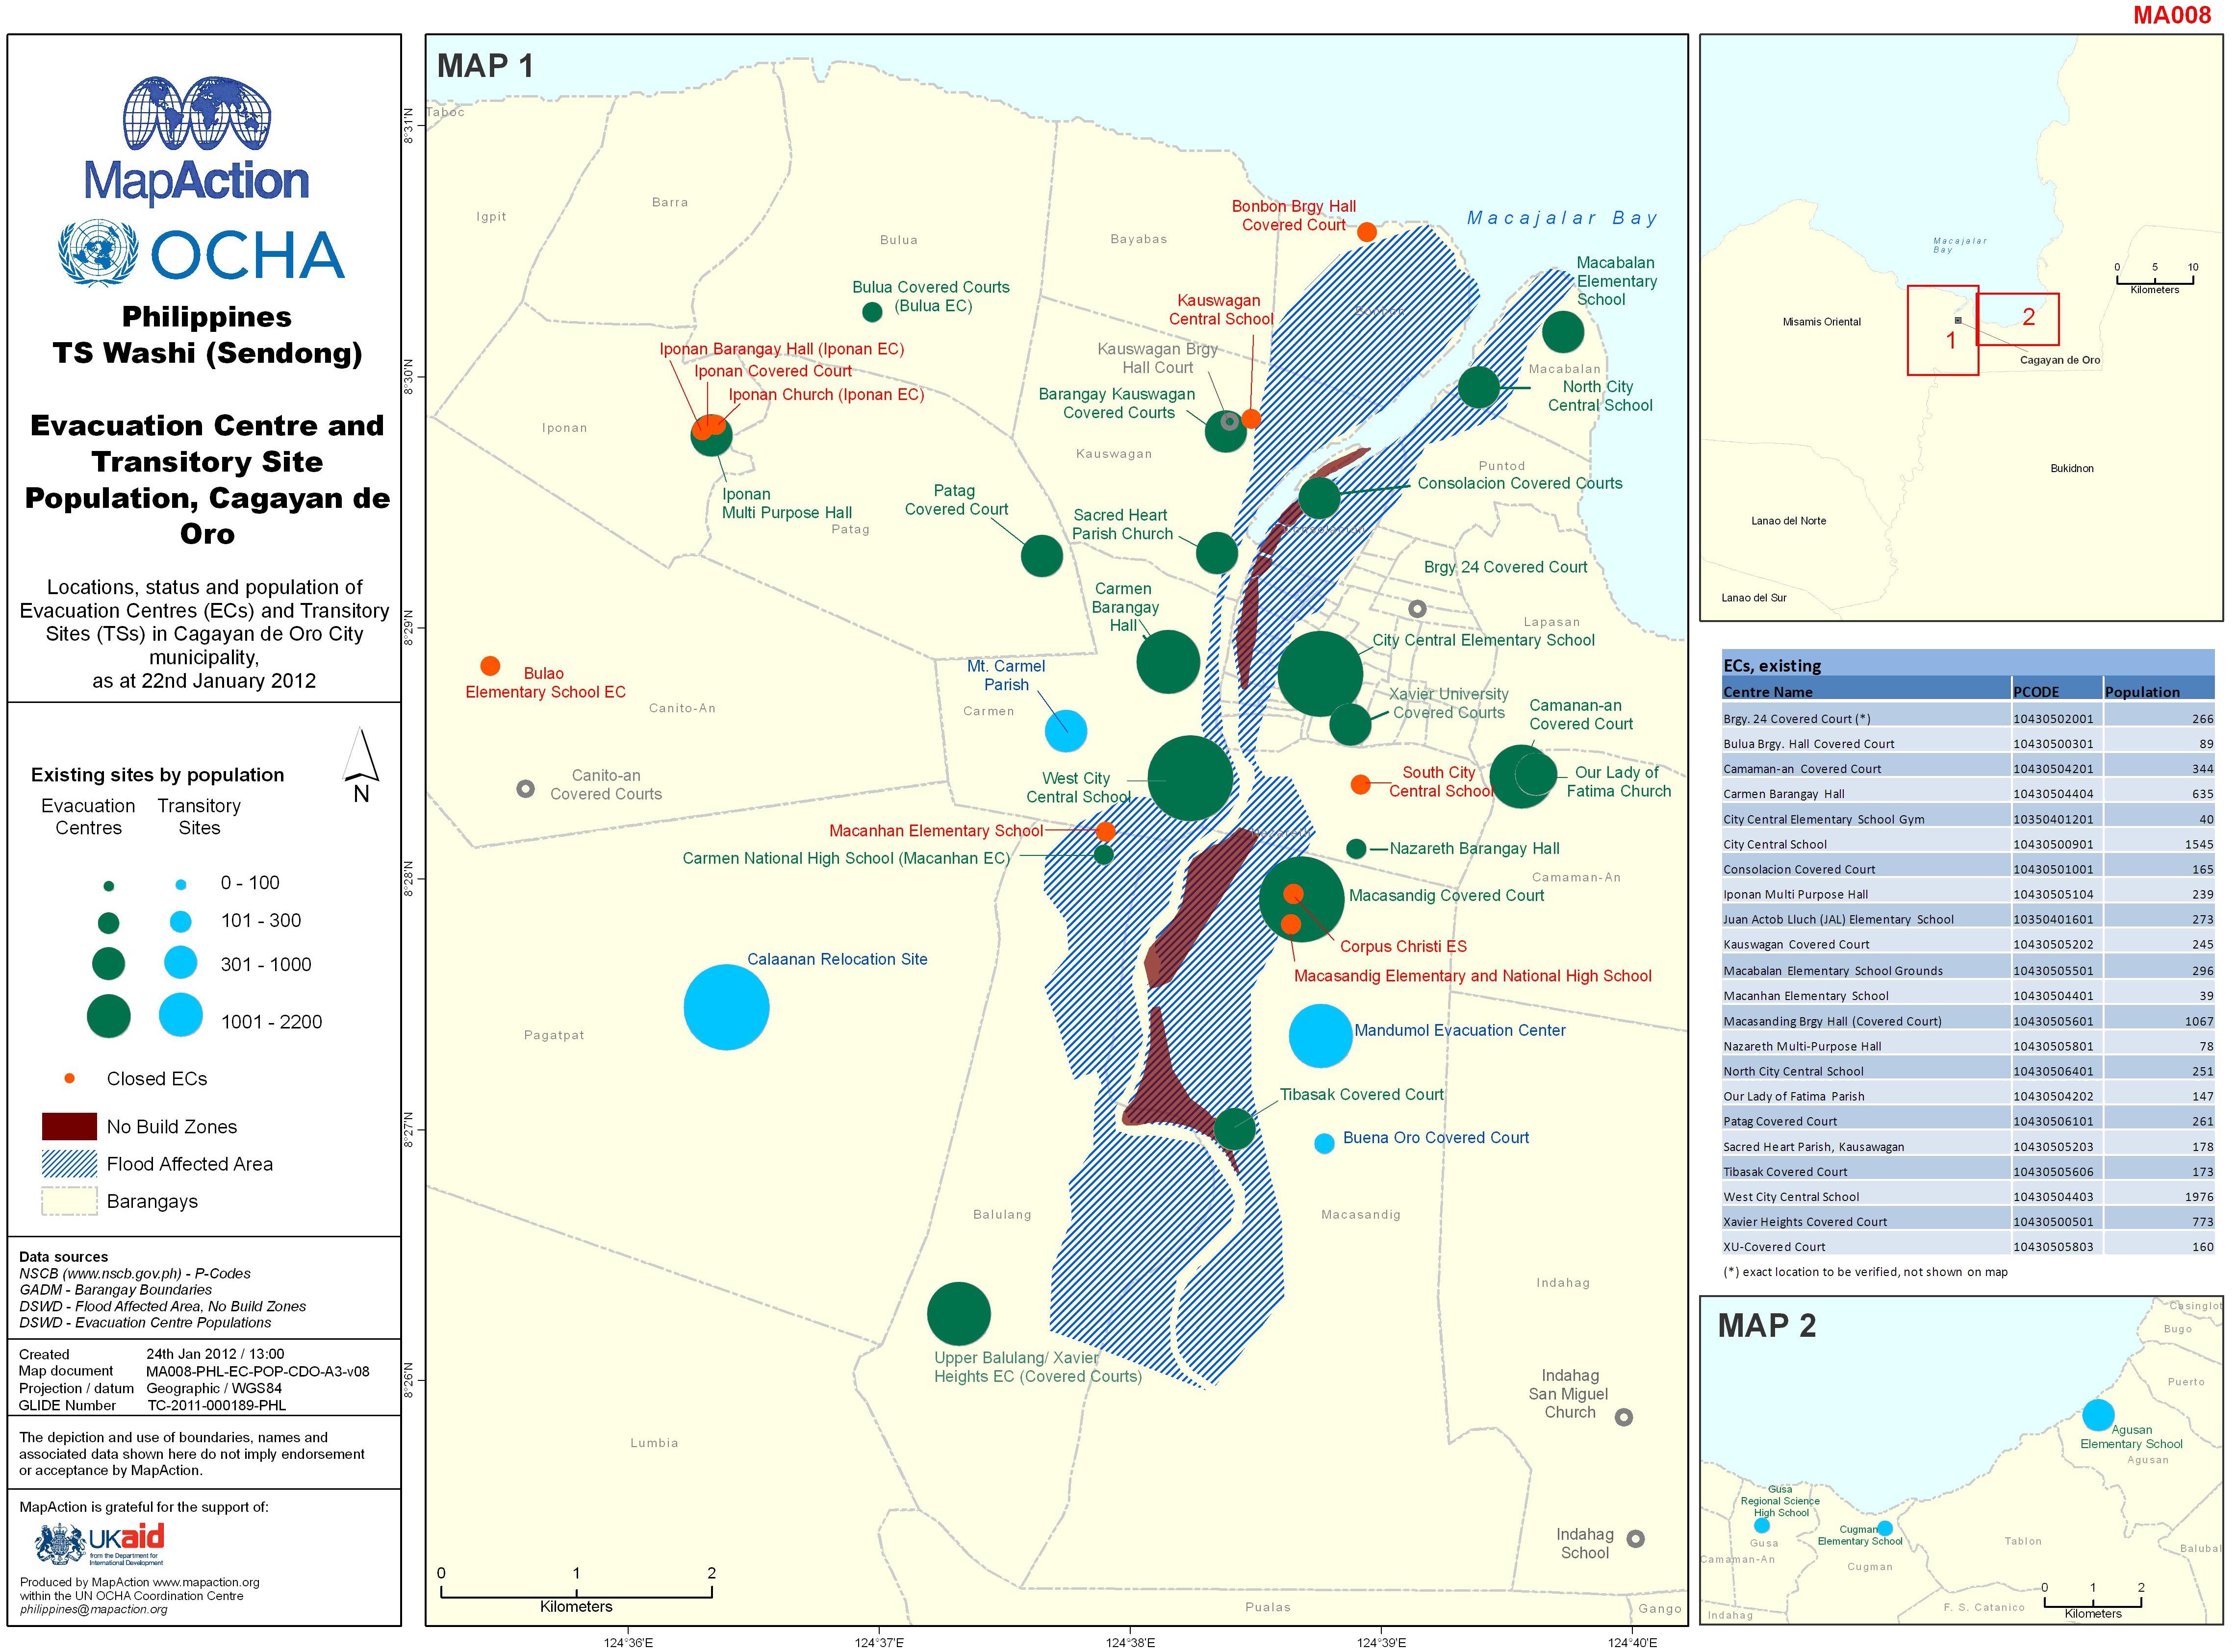 MA008
MapAction
OCHA
Philippines
TS Washi (Sendong)
Evacuation Centre and
Transitory Site
Population, Cagayan de
Oro
Locations, status and population of
Evacuation Centres (ECs) and Transitory
Sites (TSs) in Cagayan de Oro City
municipality,
as at 22nd January 2012
Existing sites by population
Evacuation
Centres
Transitory
Sites
N
0 - 100
101 - 300
301 - 1000
1001 - 2200
Closed ECs
No Build Zones
Flood Affected Area
Barangays
Data sources
NSCB (www.nscb.gov.ph) - P-Codes
GADM - Barangay Boundaries
DSWD - Flood Affected Area, No Build Zones
DSWD - Evacuation Centre Populations
Created 24th Jan 2012 / 13:00
Map document MA008-PHL-EC-POP-CDO-A3-v08
Projection / datum Geographic / WGS84
GLIDE Number TC-2011-000189-PHL
The depiction and use of boundaries, names and
associated data shown here do not imply endorsement
or acceptance by MapAction.
MapAction is grateful for the support of:
UKaid
from the Department for
International Development
Produced by MapAction www.mapaction.org
within the UN OCHA Coordination Centre
philippines@mapaction.org
MAP 1
8°31'N
8°30'N
8°29'N
8°28'N
8°27'N
8°26'N
Taboc
Igpit
Barra
Bulua
Bayabas
Bonbon Brgy Hall
Covered Court
Macajalar Bay
Macabalan
Elementary
School
Bulua Covered Courts
(Bulua EC)
Kauswagan
Central School
Iponan Barangay Hall (Iponan EC)
Iponan Covered Court
Iponan Church (Iponan EC)
Kauswagan Brgy
Hall Court
Macabalan
Barangay Kauswagan
Covered Courts
North City
Central School
Iponan
Kauswagan
Puntod
Iponan
Multi Purpose Hall
Patag
Patag
Covered Court
Consolacion Covered Courts
Sacred Heart
Parish Church
Brgy 24 Covered Court
Carmen
Barangay
Hall
Lapasan
City Central Elementary School
Bulao
Elementary School EC
Mt. Carmel
Parish
Canito-An
Carmen
Xavier University
Covered Courts
Camanan-an
Covered Court
Canito-an
Covered Courts
West City
Central School
South City
Central School
Our Lady of
Fatima Church
Macanhan Elementary School
Nazareth
Carmen National High School (Macanhan EC)
Nazareth Barangay Hall
Camaman-An
Macasandig Covered Court
Corpus Christi ES
Macasandig Elementary and National High School
Calaanan Relocation Site
Pagatpat
Mandumol Evacuation Center
Tibasak Covered Court
Buena Oro Covered Court
Balulang
Macasandig
Indahag
Upper Balulang/ Xavier
Heights EC (Covered Courts)
Indahag
San Miguel
Church
Lumbia
Indahag
School
0 1 2
Kilometers
Pualas
Gango
124°36'E
124°37'E
124°38'E
124°39'E
124°40'E
Macajalar
Bay
0 5 10
Kilometers
Misamis Oriental
1
2
Cagayan de Oro
Bukidnon
Lanao del Norte
Lanao del Sur
ECs, existing
Centre Name PCODE Population
Brgy. 24 Covered Court (*) 10430502001 266
Bulua Brgy. Hall Covered Court 10430500301 89
Camaman-an Covered Court 10430504201 344
Carmen Barangay Hall 10430504404 635
City Central Elementary School Gym 10350401201 40
City Central School 10430500901 1545
Consolacion Covered Court 10430501001 165
Iponan Multi Purpose Hall 10430505104 239
Juan Actob Lluch (JAL) Elementary School 10350401601 273
Kauswagan Covered Court 10430505202 245
Macabalan Elementary School Grounds 10430505501 296
Macanhan Elementary School 10430504401 39
Macasanding Brgy Hall (Covered Court) 10430505601 1067
Nazareth Multi-Purpose Hall 10430505801 78
North City Central School 10430506401 251
Our Lady of Fatima Parish 10430504202 147
Patag Covered Court 10430506101 261
Sacred Heart Parish, Kausawagan 10430505203 178
Tibasak Covered Court 10430505606 173
West City Central School 10430504403 1976
Xavier Heights Covered Court 10430500501 773
XU-Covered Court 10430505803 160
(*) exact location to be verified, not shown on map
MAP 2
Casinglot
Bugo
Puerto
Agusan
Elementary School
Agusan
Gusa
Regional Science
High School
Gusa
Cugman
Elementary School
Cugman
Tablon
Balubal
Camaman-An
F. S. Catanico
Indahag
0 1 2
Kilometers